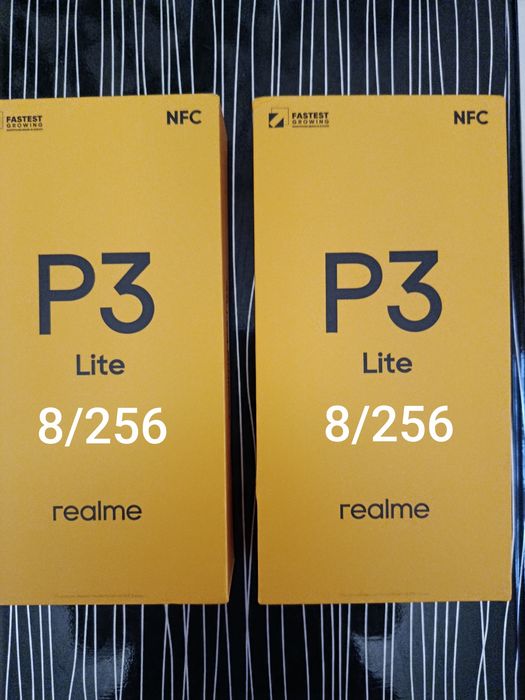 FASTEST
GROWING
NFC
P3
Lite
8/256
realme
FASTEST
GROWING
NFC
P3
Lite
8/256
realme